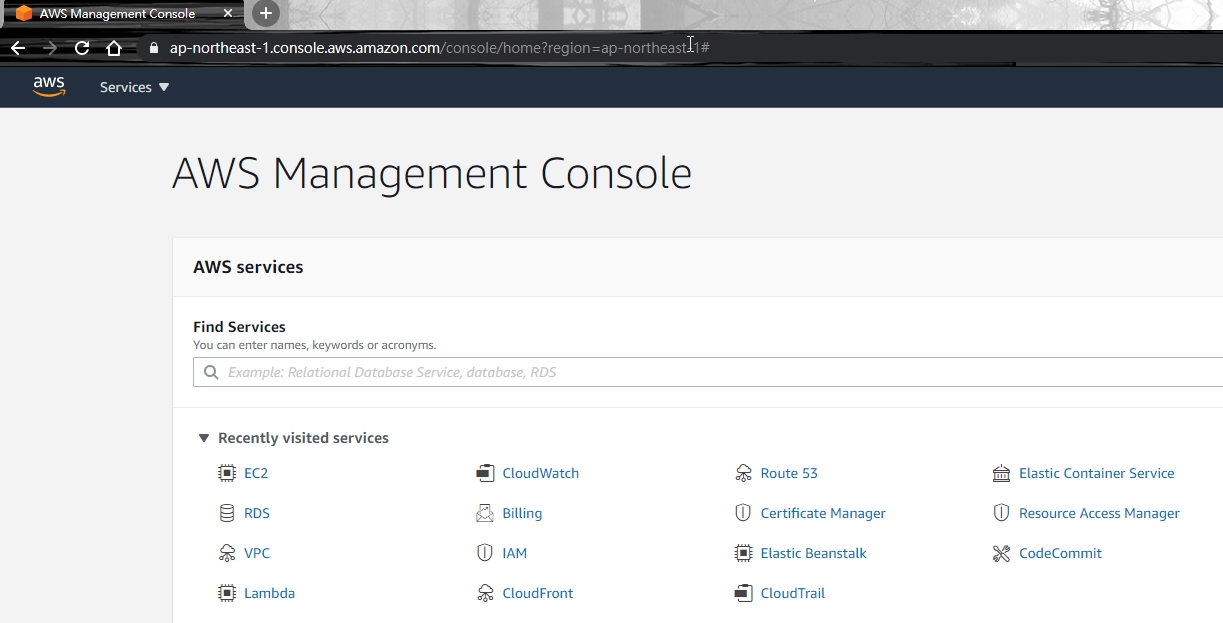 AWS Management Console
ap-northeast-1.console.aws.amazon.com/console/home?region=ap-northeast-1#
aws Services
AWS Management Console
AWS services
Find Services
You can enter names, keywords or acronyms.
Example: Relational Database Service, database, RDS
Recently visited services
EC2 CloudWatch Route 53 Elastic Container Service
RDS Billing Certificate Manager Resource Access Manager
VPC IAM Elastic Beanstalk CodeCommit
Lambda CloudFront CloudTrail